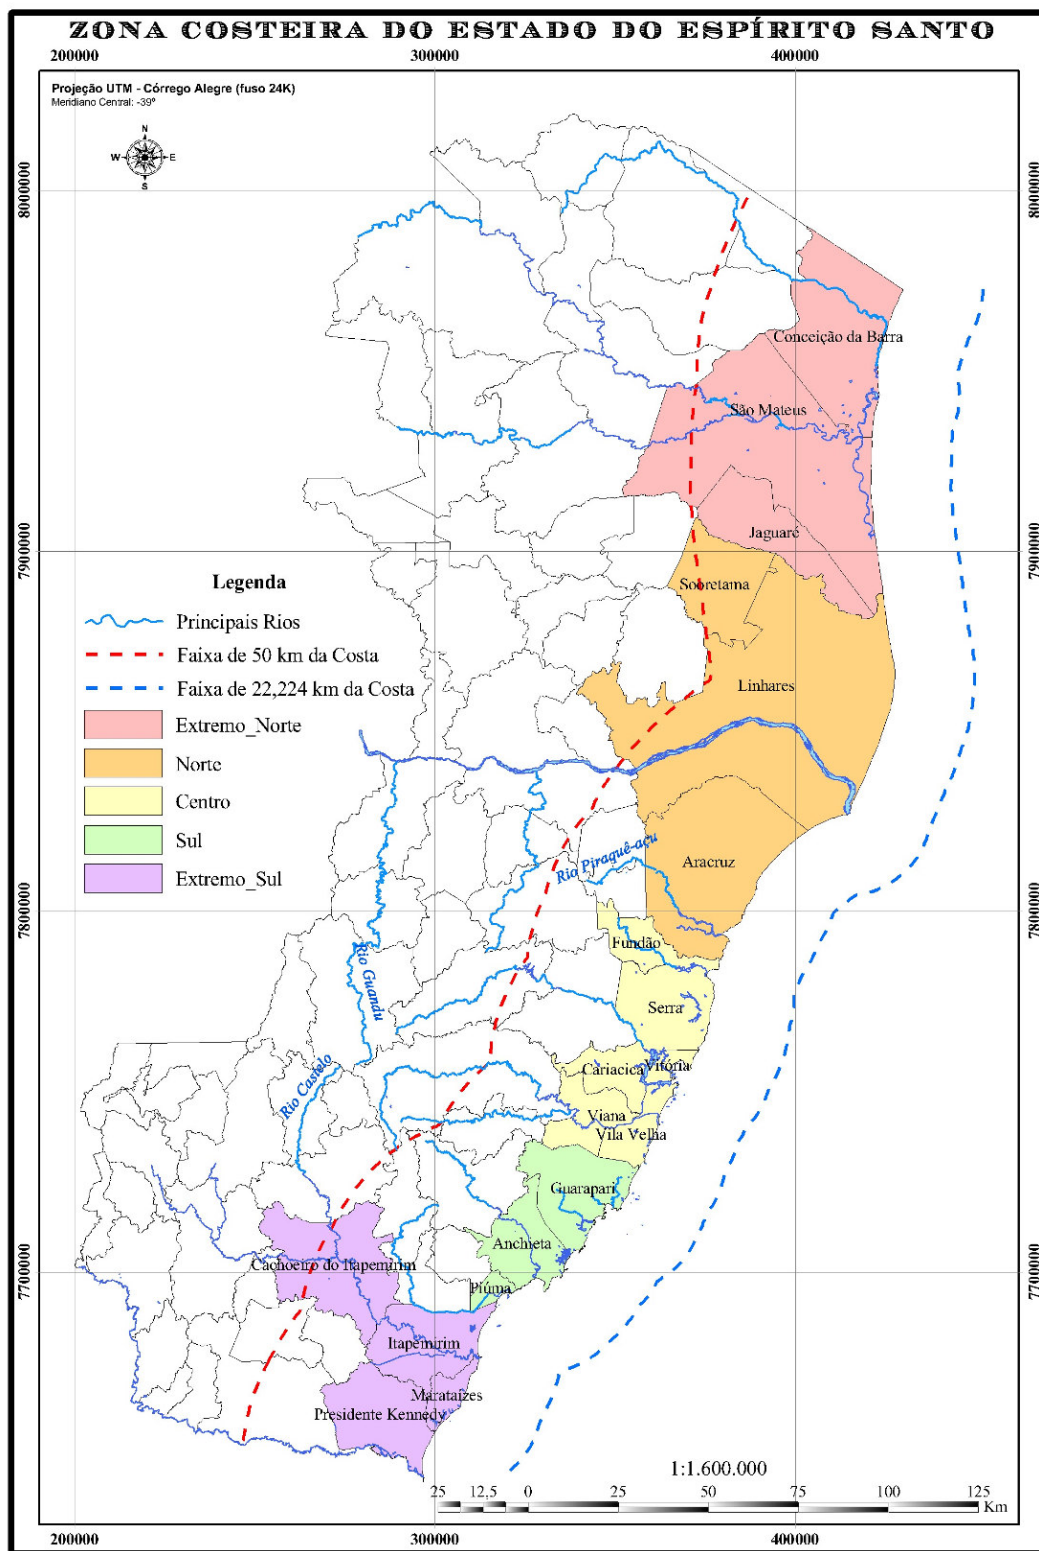 ZONA COSTEIRA DO ESTADO DO ESPÍRITO SANTO
200000 300000 400000
Projeção UTM - Córrego Alegre (fuso 24K)
Meridiano Central: -39º
N
W E
S
8000000 8000000
Conceição da Barra
São Mateus
Jaguaré
7900000 7900000
Sooretama
Linhares
Legenda
Principais Rios
Faixa de 50 km da Costa
Faixa de 22,224 km da Costa
Extremo_Norte
Norte
Centro
Sul
Extremo_Sul
Rio Piraquê-açu
Aracruz
7800000 7800000
Fundão
Rio Guandu
Serra
Rio Castelo
Cariacica
Vitória
Viana
Vila Velha
Guarapari
Anchieta
Cachoeiro do Itapemirim
7700000 7700000
Piúma
Itapemirim
Marataízes
Presidente Kennedy
1:1.600.000
25 12,5 0 25 50 75 100 125
Km
200000 300000 400000